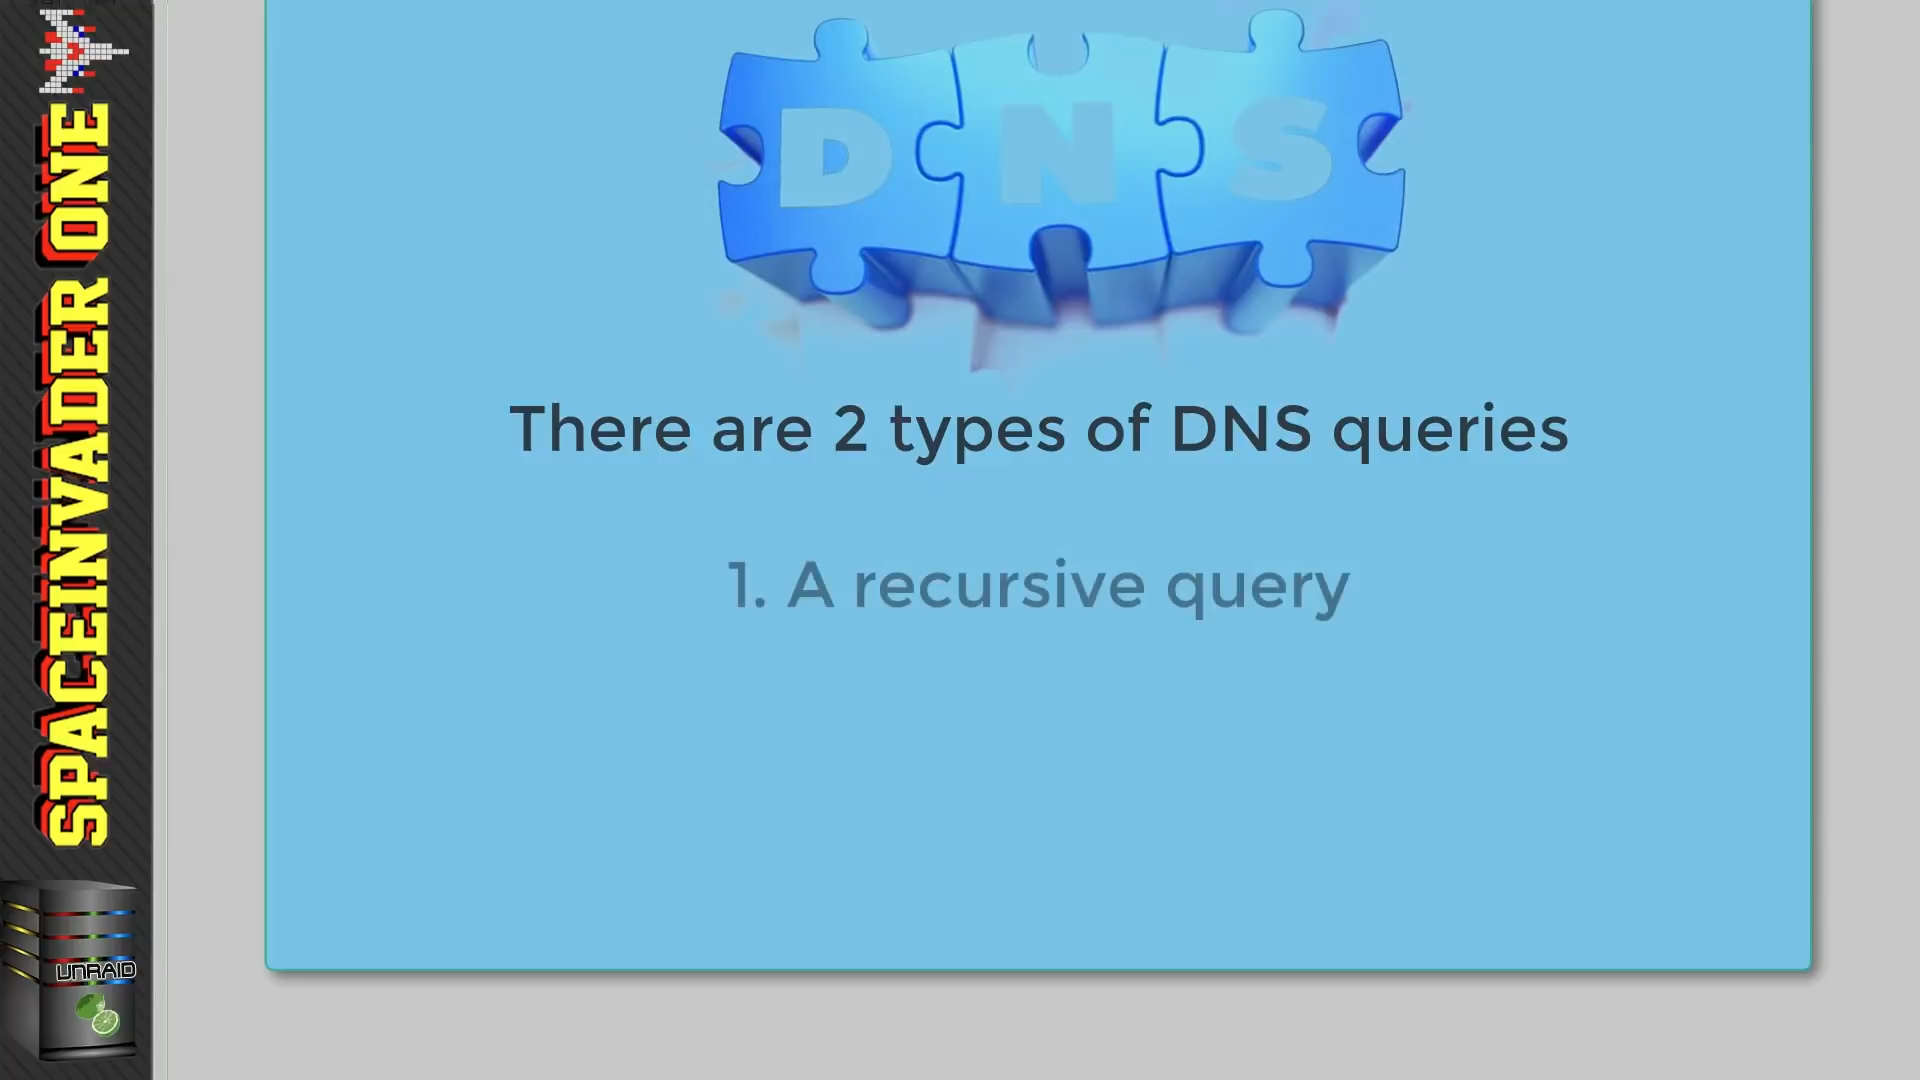 SPACEINVADER ONE
UNRAID
DNS
There are 2 types of DNS queries
1. A recursive query